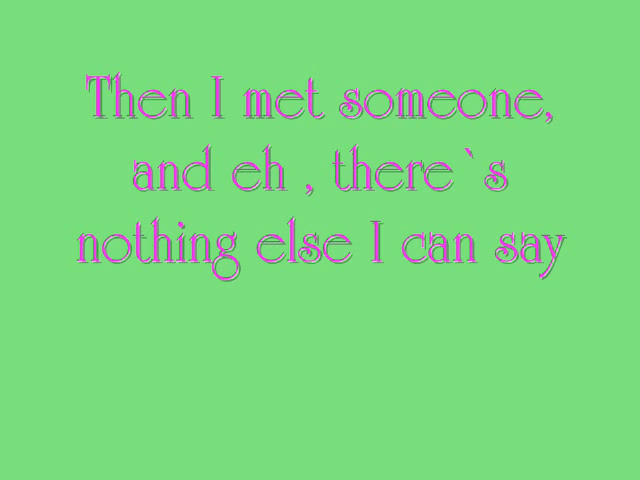 Then I met someone,
and eh , there`s
nothing else I can say